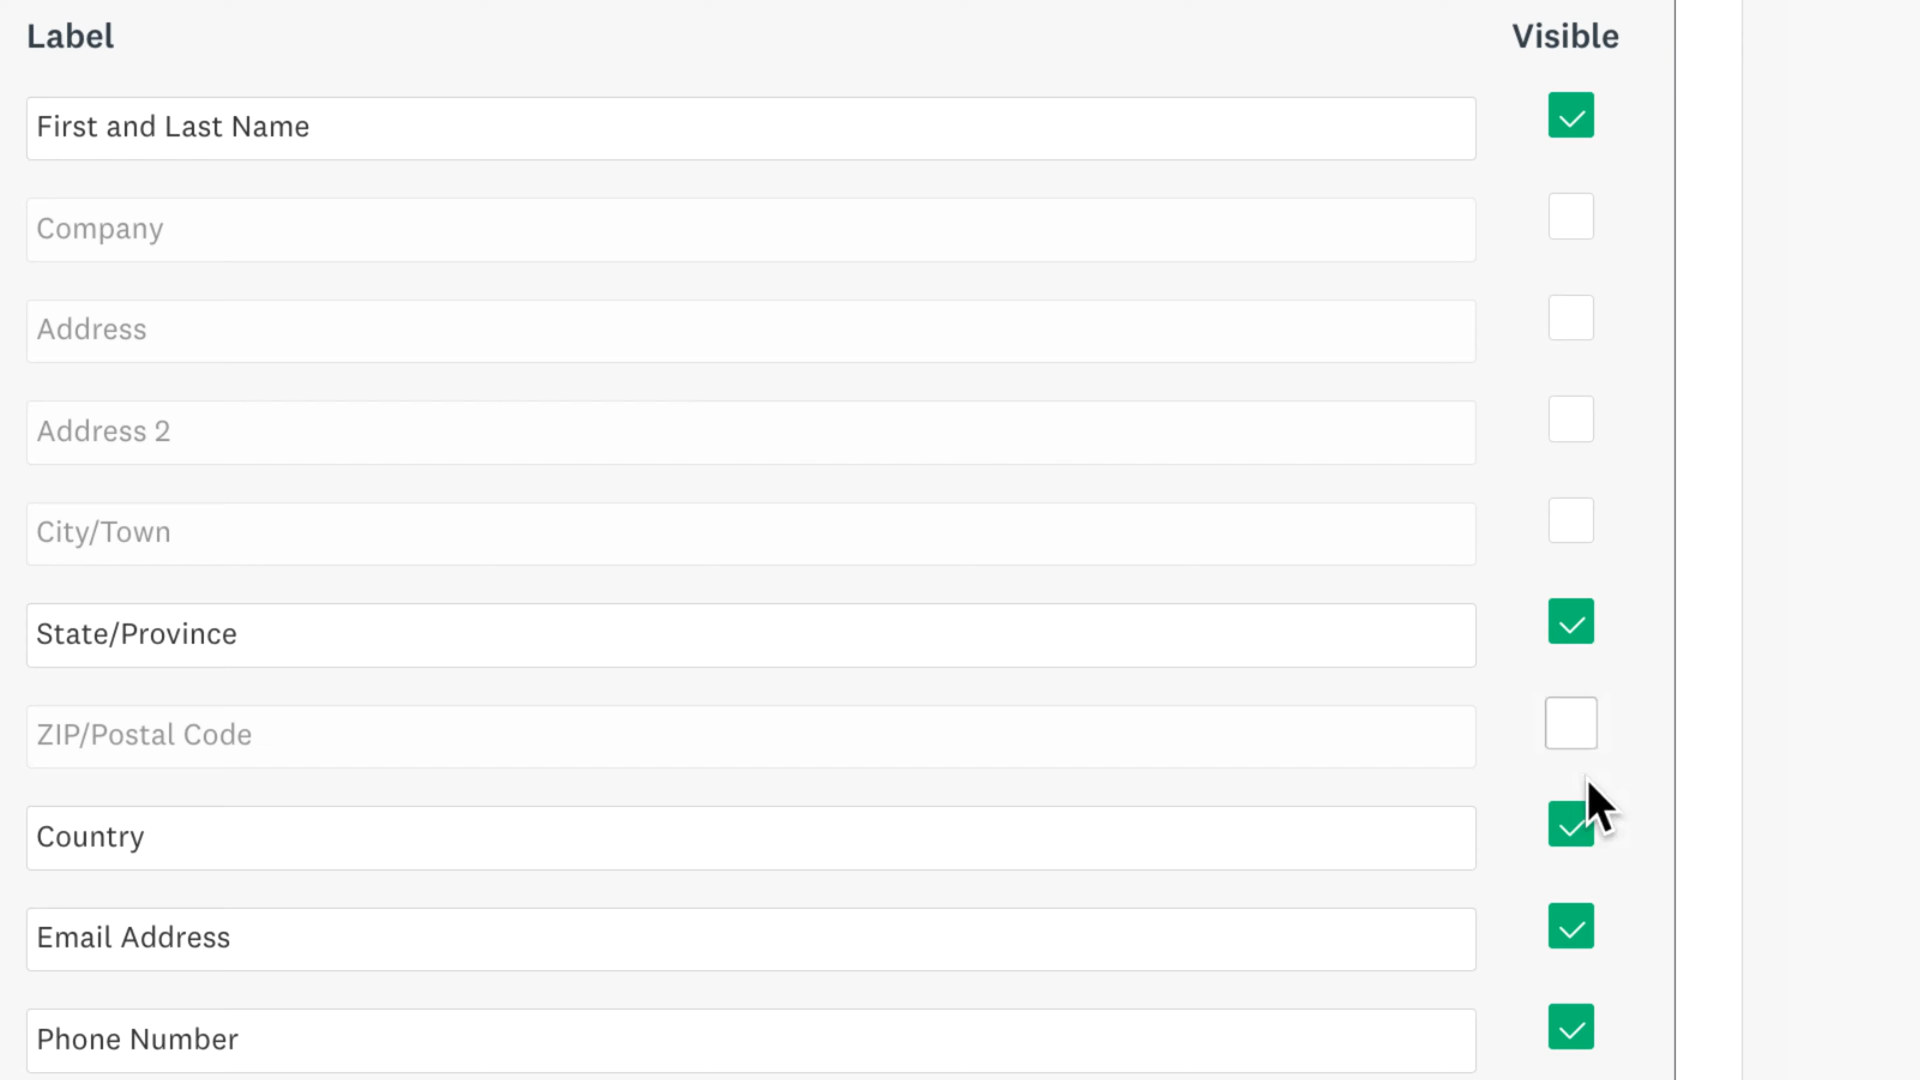 Label Visible
First and Last Name
Company
Address
Address 2
City/Town
State/Province
ZIP/Postal Code
Country
Email Address
Phone Number